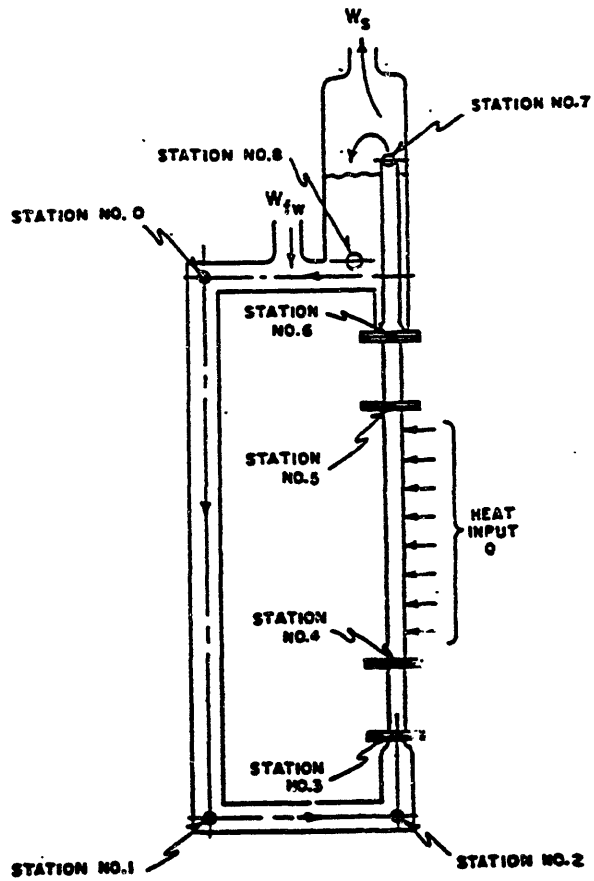 Ws
STATION NO.7
STATION NO.8
Wfw
STATION NO. 0
STATION
NO.6
STATION
NO.5
HEAT
INPUT
Q
STATION
NO.4
STATION
NO.3
STATION NO.1
STATION NO.2